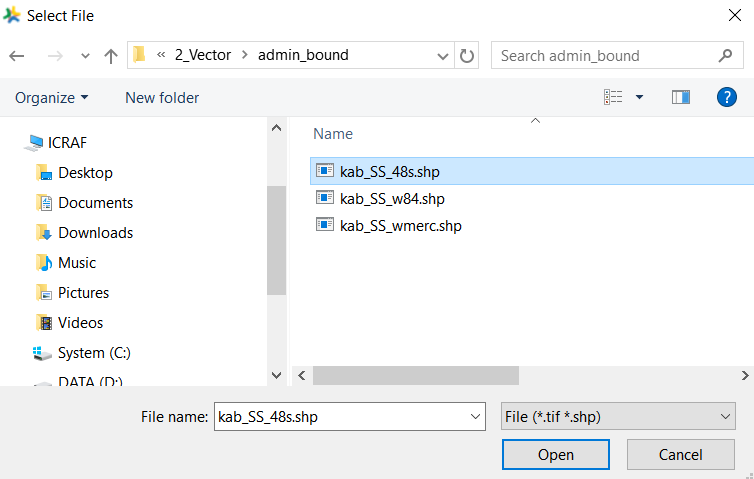 Select File
« 2_Vector > admin_bound
Search admin_bound
Organize
New folder
?
ICRAF
Desktop
Documents
Downloads
Music
Pictures
Videos
System (C:)
DATA (D:)
Name
kab_SS_48s.shp
kab_SS_w84.shp
kab_SS_wmerc.shp
File name: kab_SS_48s.shp
File (*.tif *.shp)
Open
Cancel